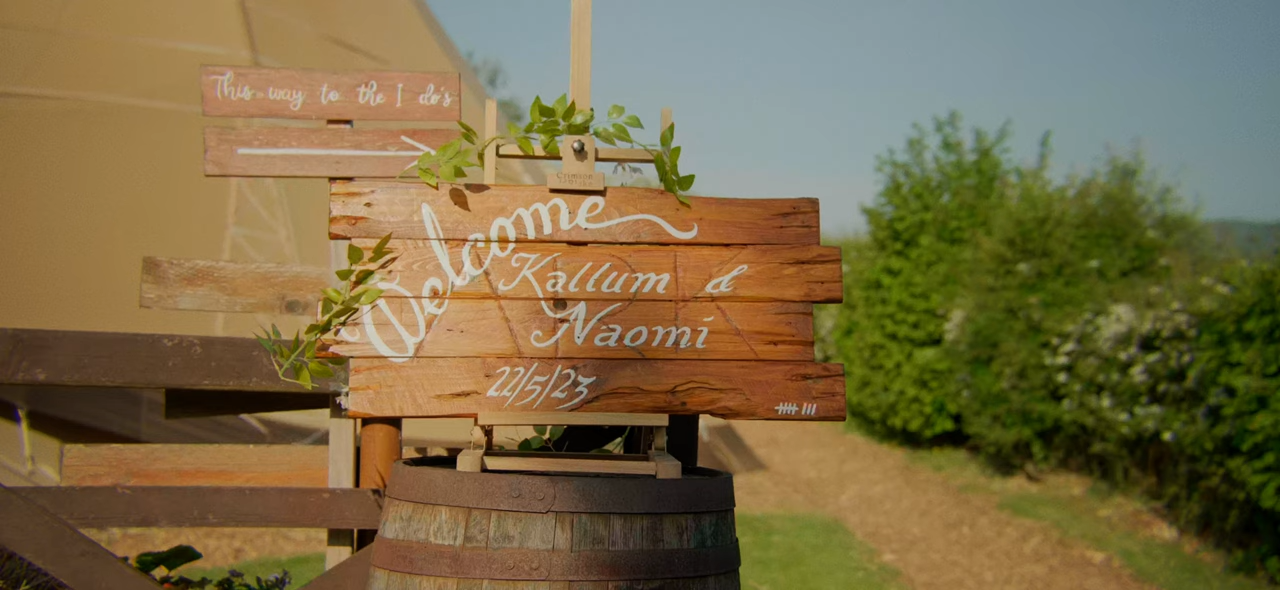 This way to the I do's
Welcome
Kallum &
Naomi
22/5/23